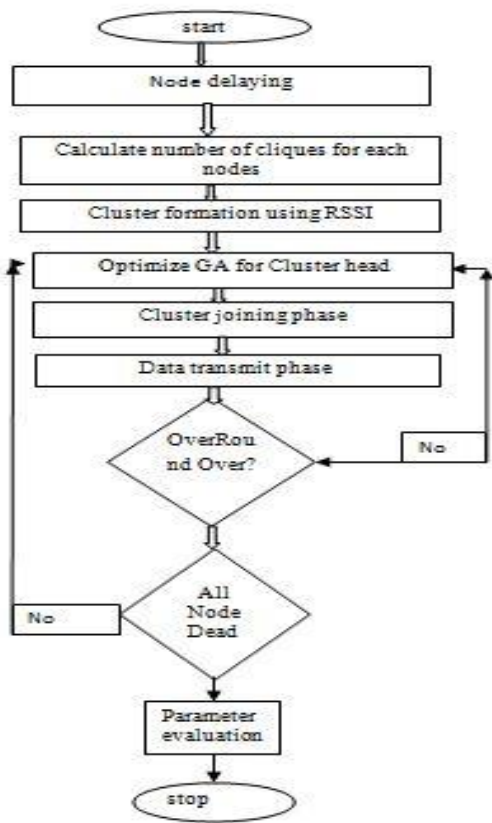 start
Node delaying
Calculate number of cliques for each
nodes
Cluster formation using RSSI
Optimize GA for Cluster head
Cluster joining phase
Data transmit phase
OverRou
nd Over?
No
All
Node
Dead
No
Parameter
evaluation
stop